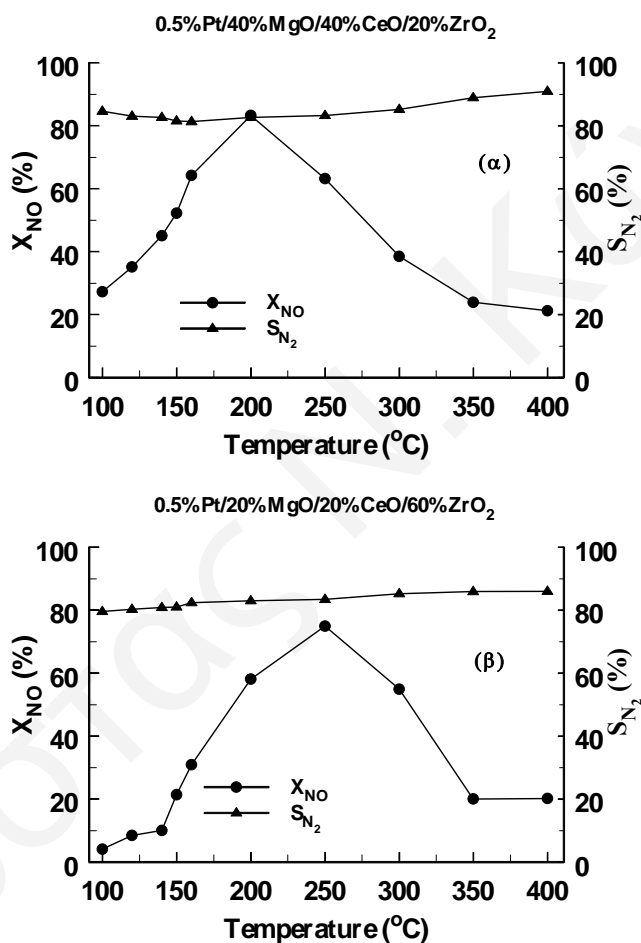 0.5%Pt/40%MgO/40%CeO/20%ZrO₂
100
80
60
40
20
0
X_NO (%)
100
80
60
40
20
0
S_N₂ (%)
(α)
X_NO
S_N₂
100 150 200 250 300 350 400
Temperature (°C)
0.5%Pt/20%MgO/20%CeO/60%ZrO₂
100
80
60
40
20
0
X_NO (%)
100
80
60
40
20
0
S_N₂ (%)
(β)
X_NO
S_N₂
100 150 200 250 300 350 400
Temperature (°C)